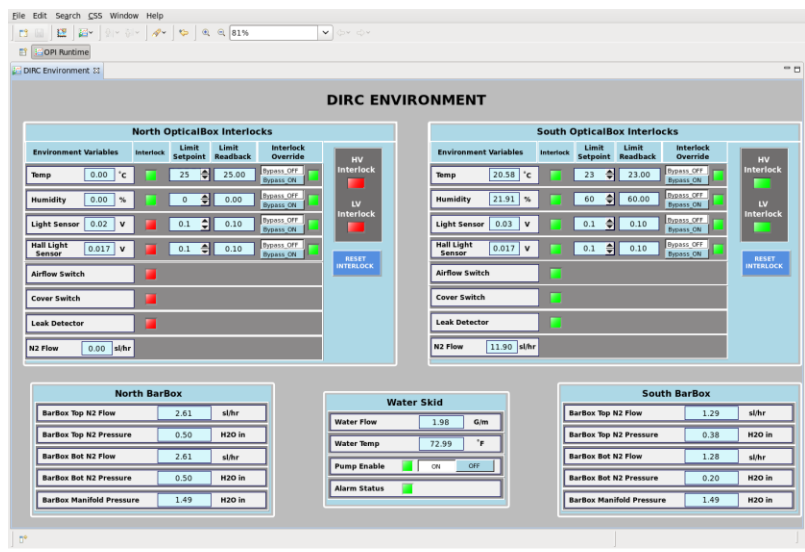 File Edit Search CSS Window Help
81%
OPI Runtime
DIRC Environment
DIRC ENVIRONMENT
North OpticalBox Interlocks
Environment Variables Interlock Limit Setpoint Limit Readback Interlock Override
Temp 0.00 °C 25 25.00 Bypass_OFF Bypass_ON
Humidity 0.00 % 0 0.00 Bypass_OFF Bypass_ON
Light Sensor 0.02 V 0.1 0.10 Bypass_OFF Bypass_ON
Hall Light Sensor 0.017 V 0.1 0.10 Bypass_OFF Bypass_ON
Airflow Switch
Cover Switch
Leak Detector
N2 Flow 0.00 sl/hr
HV Interlock
LV Interlock
RESET INTERLOCK
South OpticalBox Interlocks
Environment Variables Interlock Limit Setpoint Limit Readback Interlock Override
Temp 20.58 °C 23 23.00 Bypass_OFF Bypass_ON
Humidity 21.91 % 60 60.00 Bypass_OFF Bypass_ON
Light Sensor 0.03 V 0.1 0.10 Bypass_OFF Bypass_ON
Hall Light Sensor 0.017 V 0.1 0.10 Bypass_OFF Bypass_ON
Airflow Switch
Cover Switch
Leak Detector
N2 Flow 11.90 sl/hr
HV Interlock
LV Interlock
RESET INTERLOCK
North BarBox
BarBox Top N2 Flow 2.61 sl/hr
BarBox Top N2 Pressure 0.50 H2O in
BarBox Bot N2 Flow 2.61 sl/hr
BarBox Bot N2 Pressure 0.50 H2O in
BarBox Manifold Pressure 1.49 H2O in
Water Skid
Water Flow 1.98 G/m
Water Temp 72.99 °F
Pump Enable ON OFF
Alarm Status
South BarBox
BarBox Top N2 Flow 1.29 sl/hr
BarBox Top N2 Pressure 0.38 H2O in
BarBox Bot N2 Flow 1.28 sl/hr
BarBox Bot N2 Pressure 0.20 H2O in
BarBox Manifold Pressure 1.49 H2O in